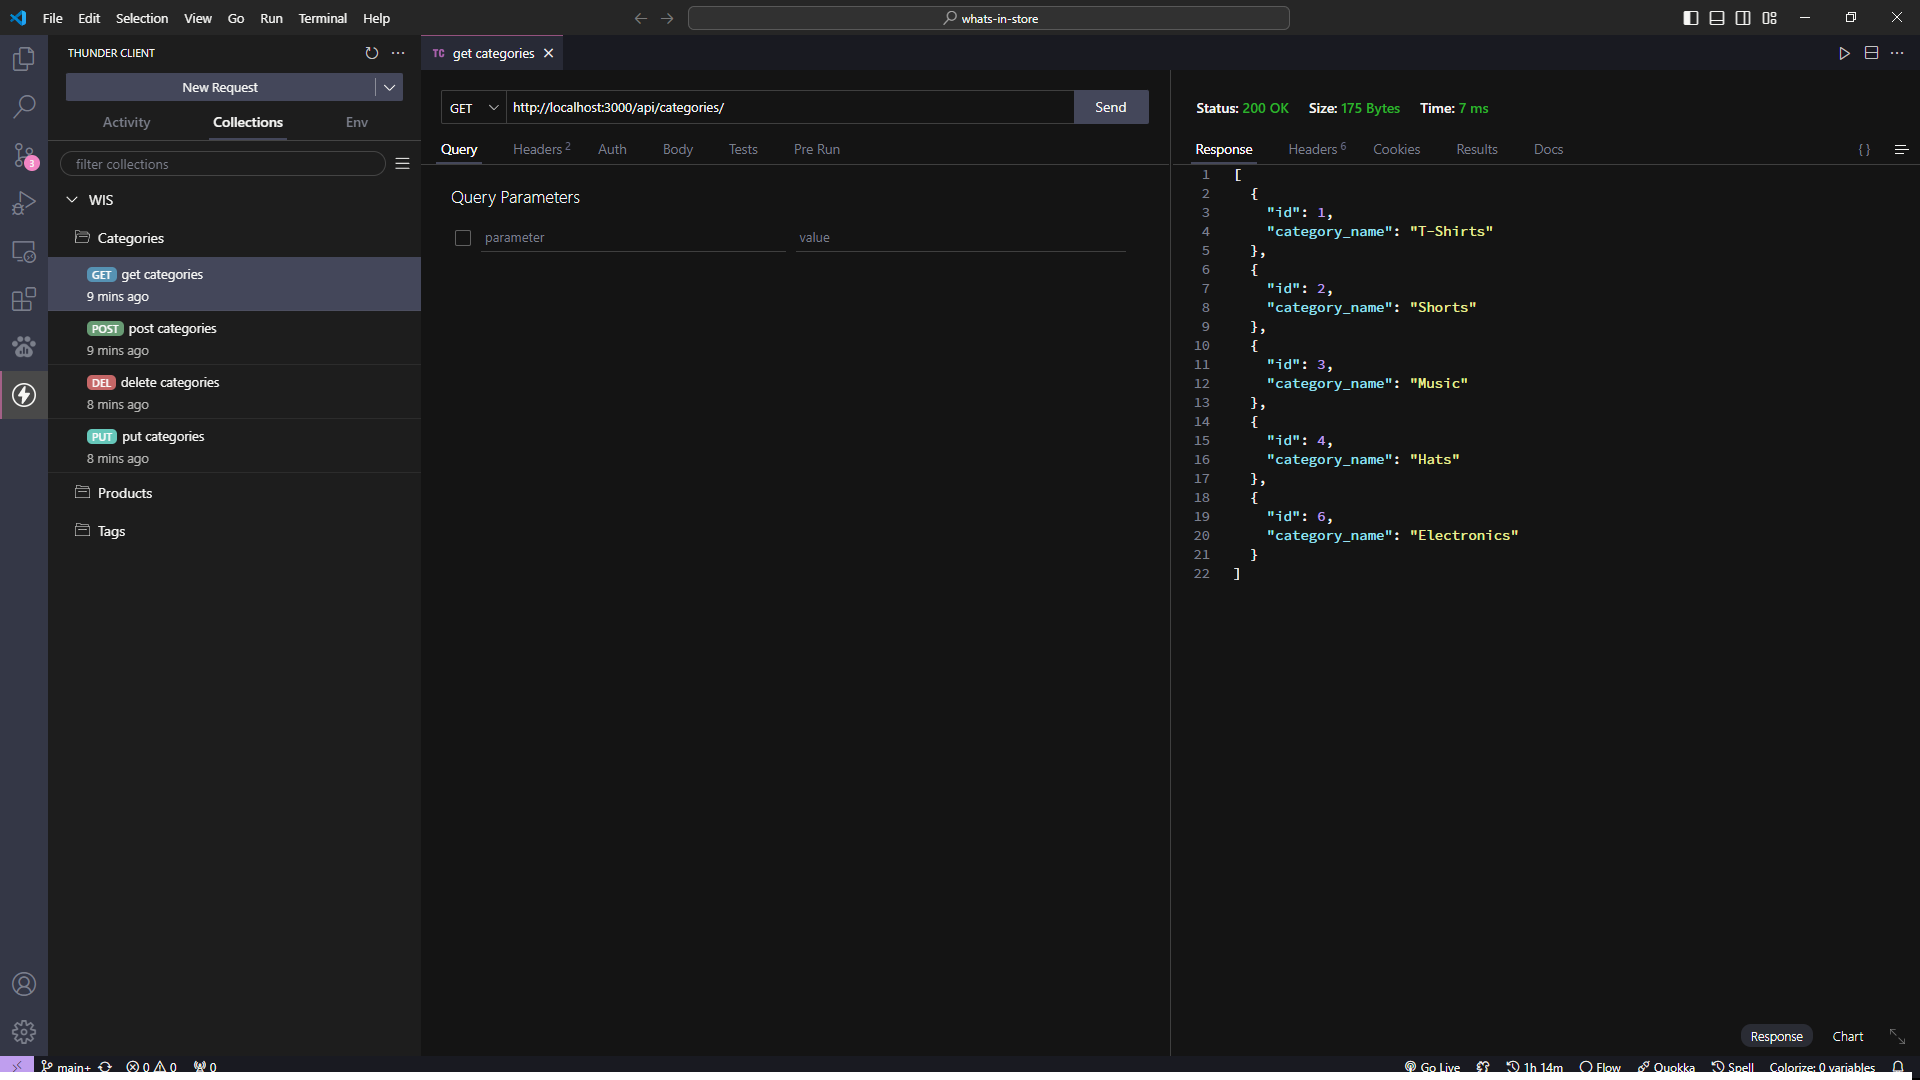 File Edit Selection View Go Run Terminal Help
whats-in-store
THUNDER CLIENT
New Request
Activity Collections Env
filter collections
WIS
Categories
GET get categories
9 mins ago
POST post categories
9 mins ago
DEL delete categories
8 mins ago
PUT put categories
8 mins ago
Products
Tags
3
TC get categories
GET http://localhost:3000/api/categories/ Send
Query Headers 2 Auth Body Tests Pre Run
Query Parameters
parameter value
Status: 200 OK Size: 175 Bytes Time: 7 ms
Response Headers 6 Cookies Results Docs { }
1 [
2 {
3 "id": 1,
4 "category_name": "T-Shirts"
5 },
6 {
7 "id": 2,
8 "category_name": "Shorts"
9 },
10 {
11 "id": 3,
12 "category_name": "Music"
13 },
14 {
15 "id": 4,
16 "category_name": "Hats"
17 },
18 {
19 "id": 6,
20 "category_name": "Electronics"
21 }
22 ]
Response Chart
main+ 0 0 0 Go Live 1h 14m Flow Quokka Spell Colorize: 0 variables